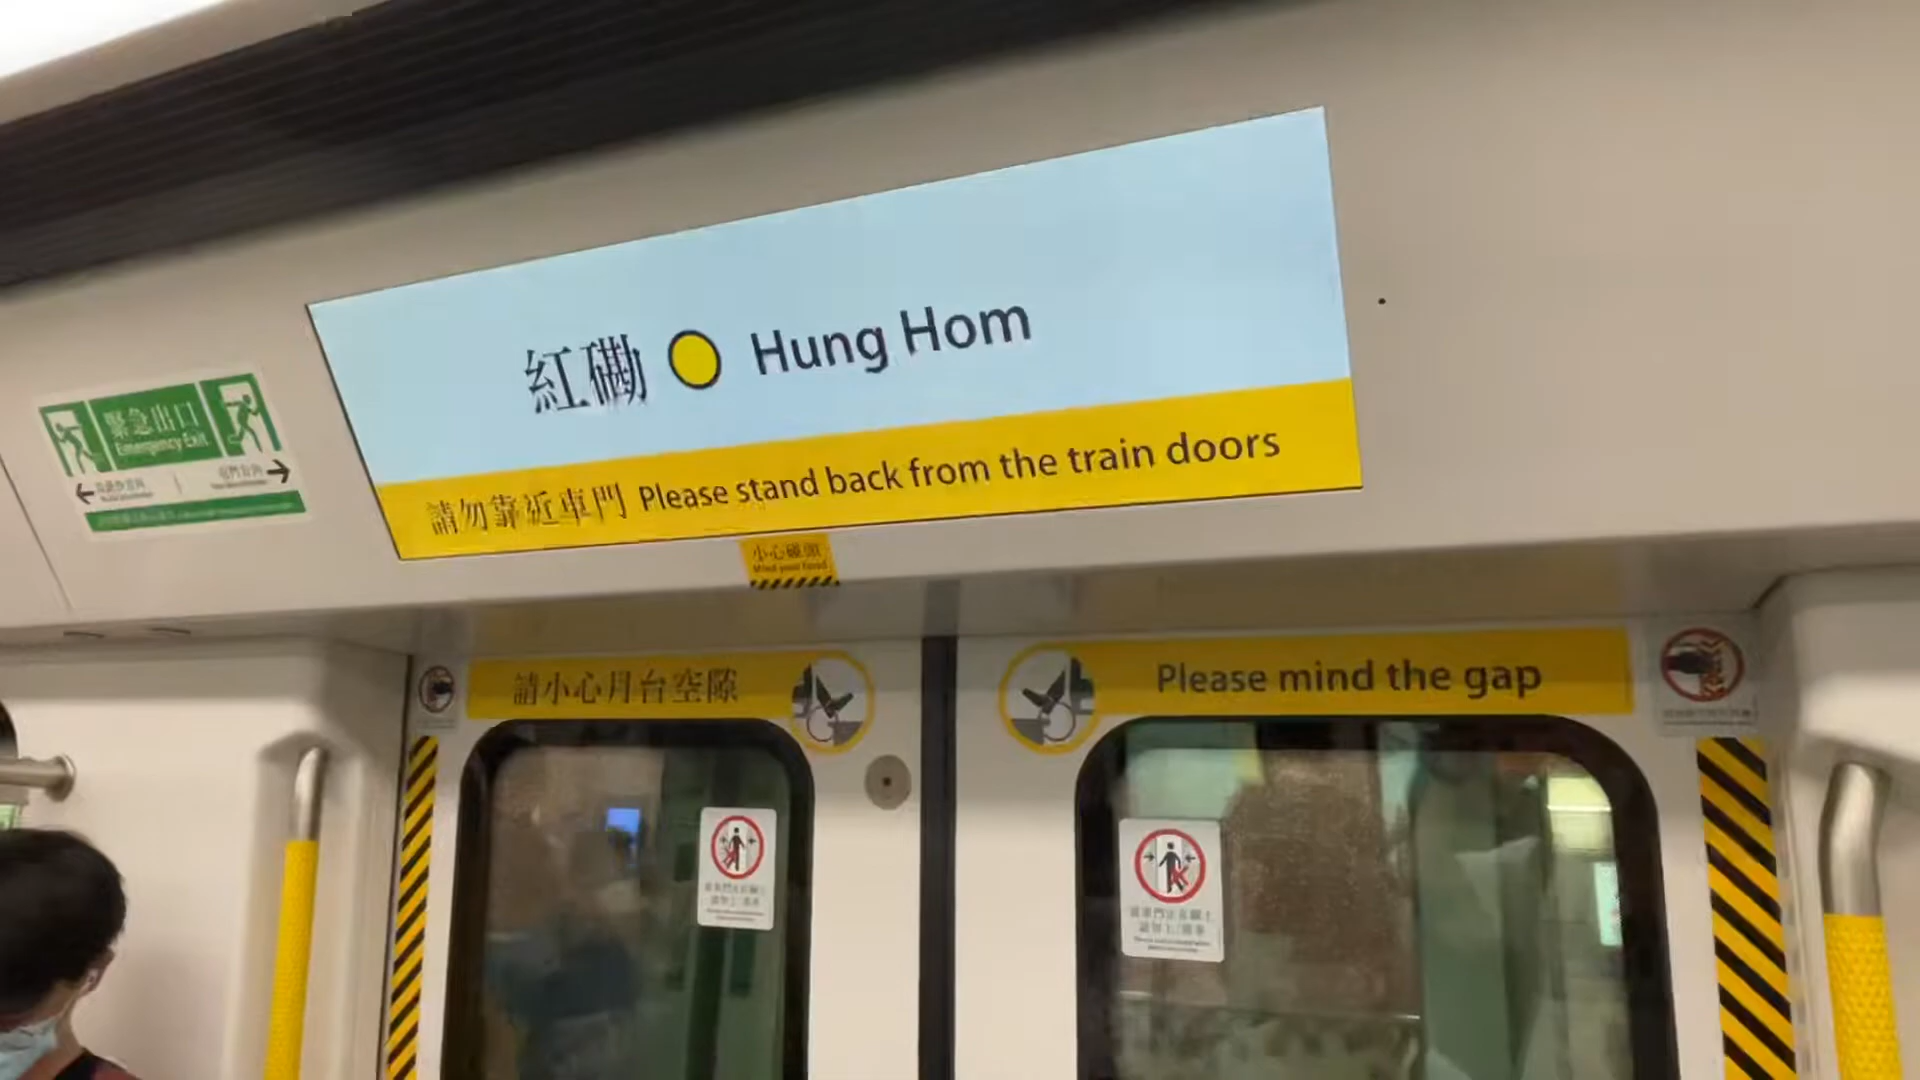 紅磡 Hung Hom
請勿靠近車門 Please stand back from the train doors
緊急出口
Emergency Exit
小心碰頭
Mind your head
請小心月台空隙
Please mind the gap